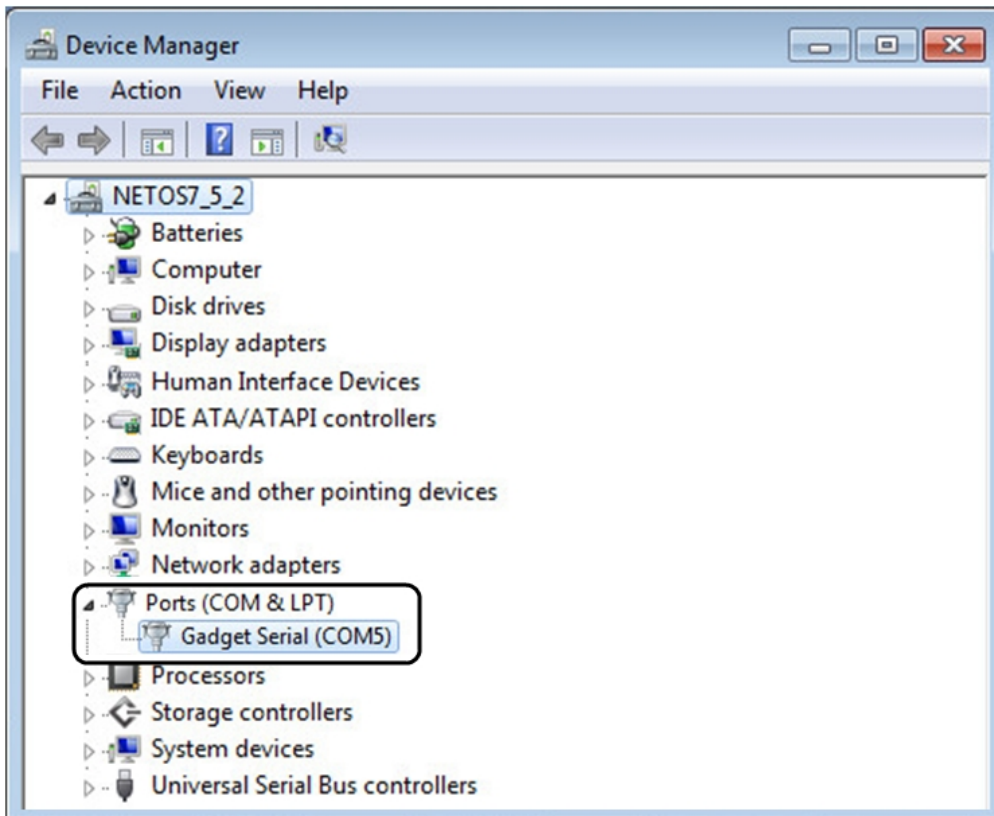 Device Manager
File Action View Help
?
NETOS7_5_2
Batteries
Computer
Disk drives
Display adapters
Human Interface Devices
IDE ATA/ATAPI controllers
Keyboards
Mice and other pointing devices
Monitors
Network adapters
Ports (COM & LPT)
Gadget Serial (COM5)
Processors
Storage controllers
System devices
Universal Serial Bus controllers